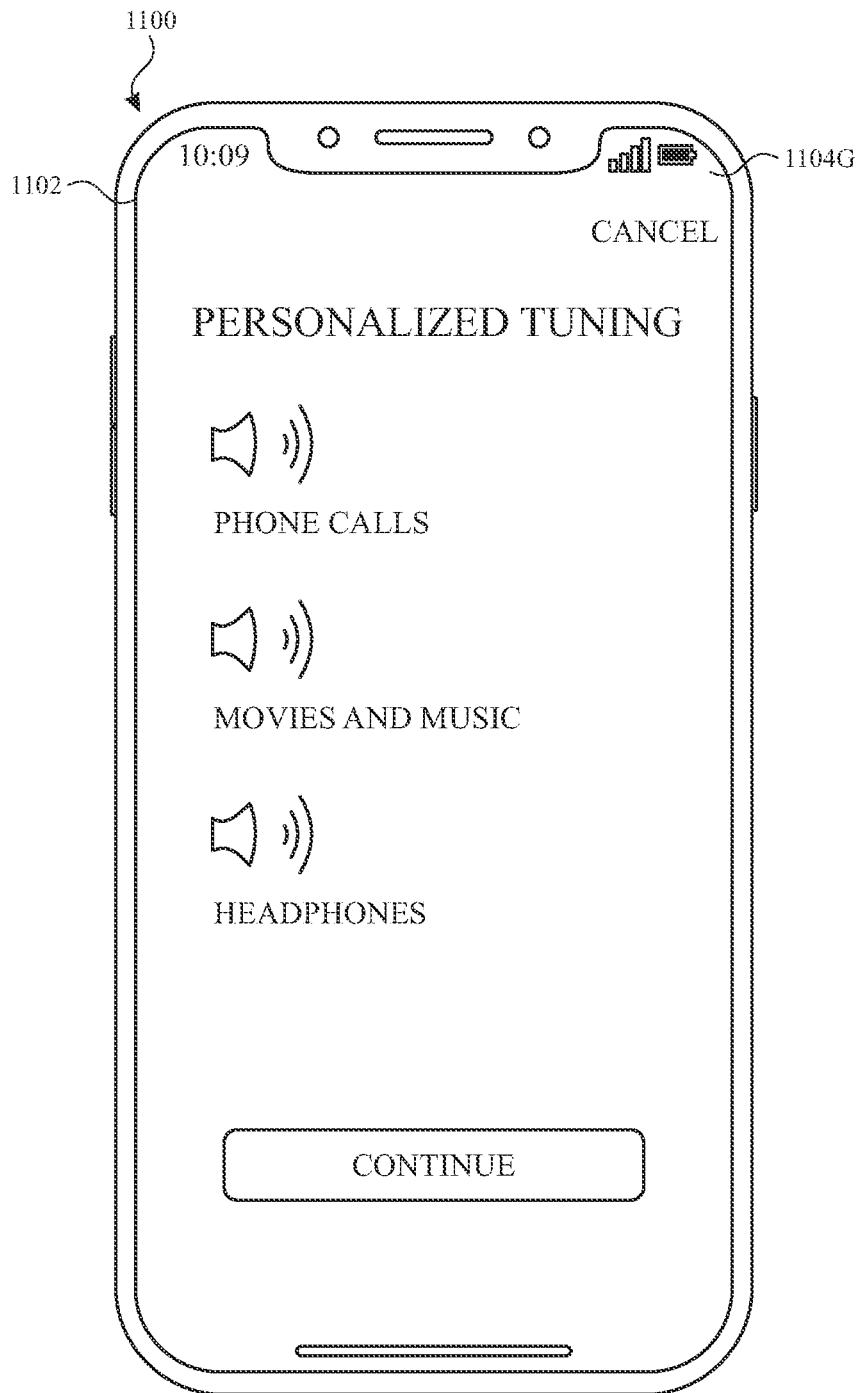 1100
10:09
1104G
1102
CANCEL
PERSONALIZED TUNING
PHONE CALLS
MOVIES AND MUSIC
HEADPHONES
CONTINUE